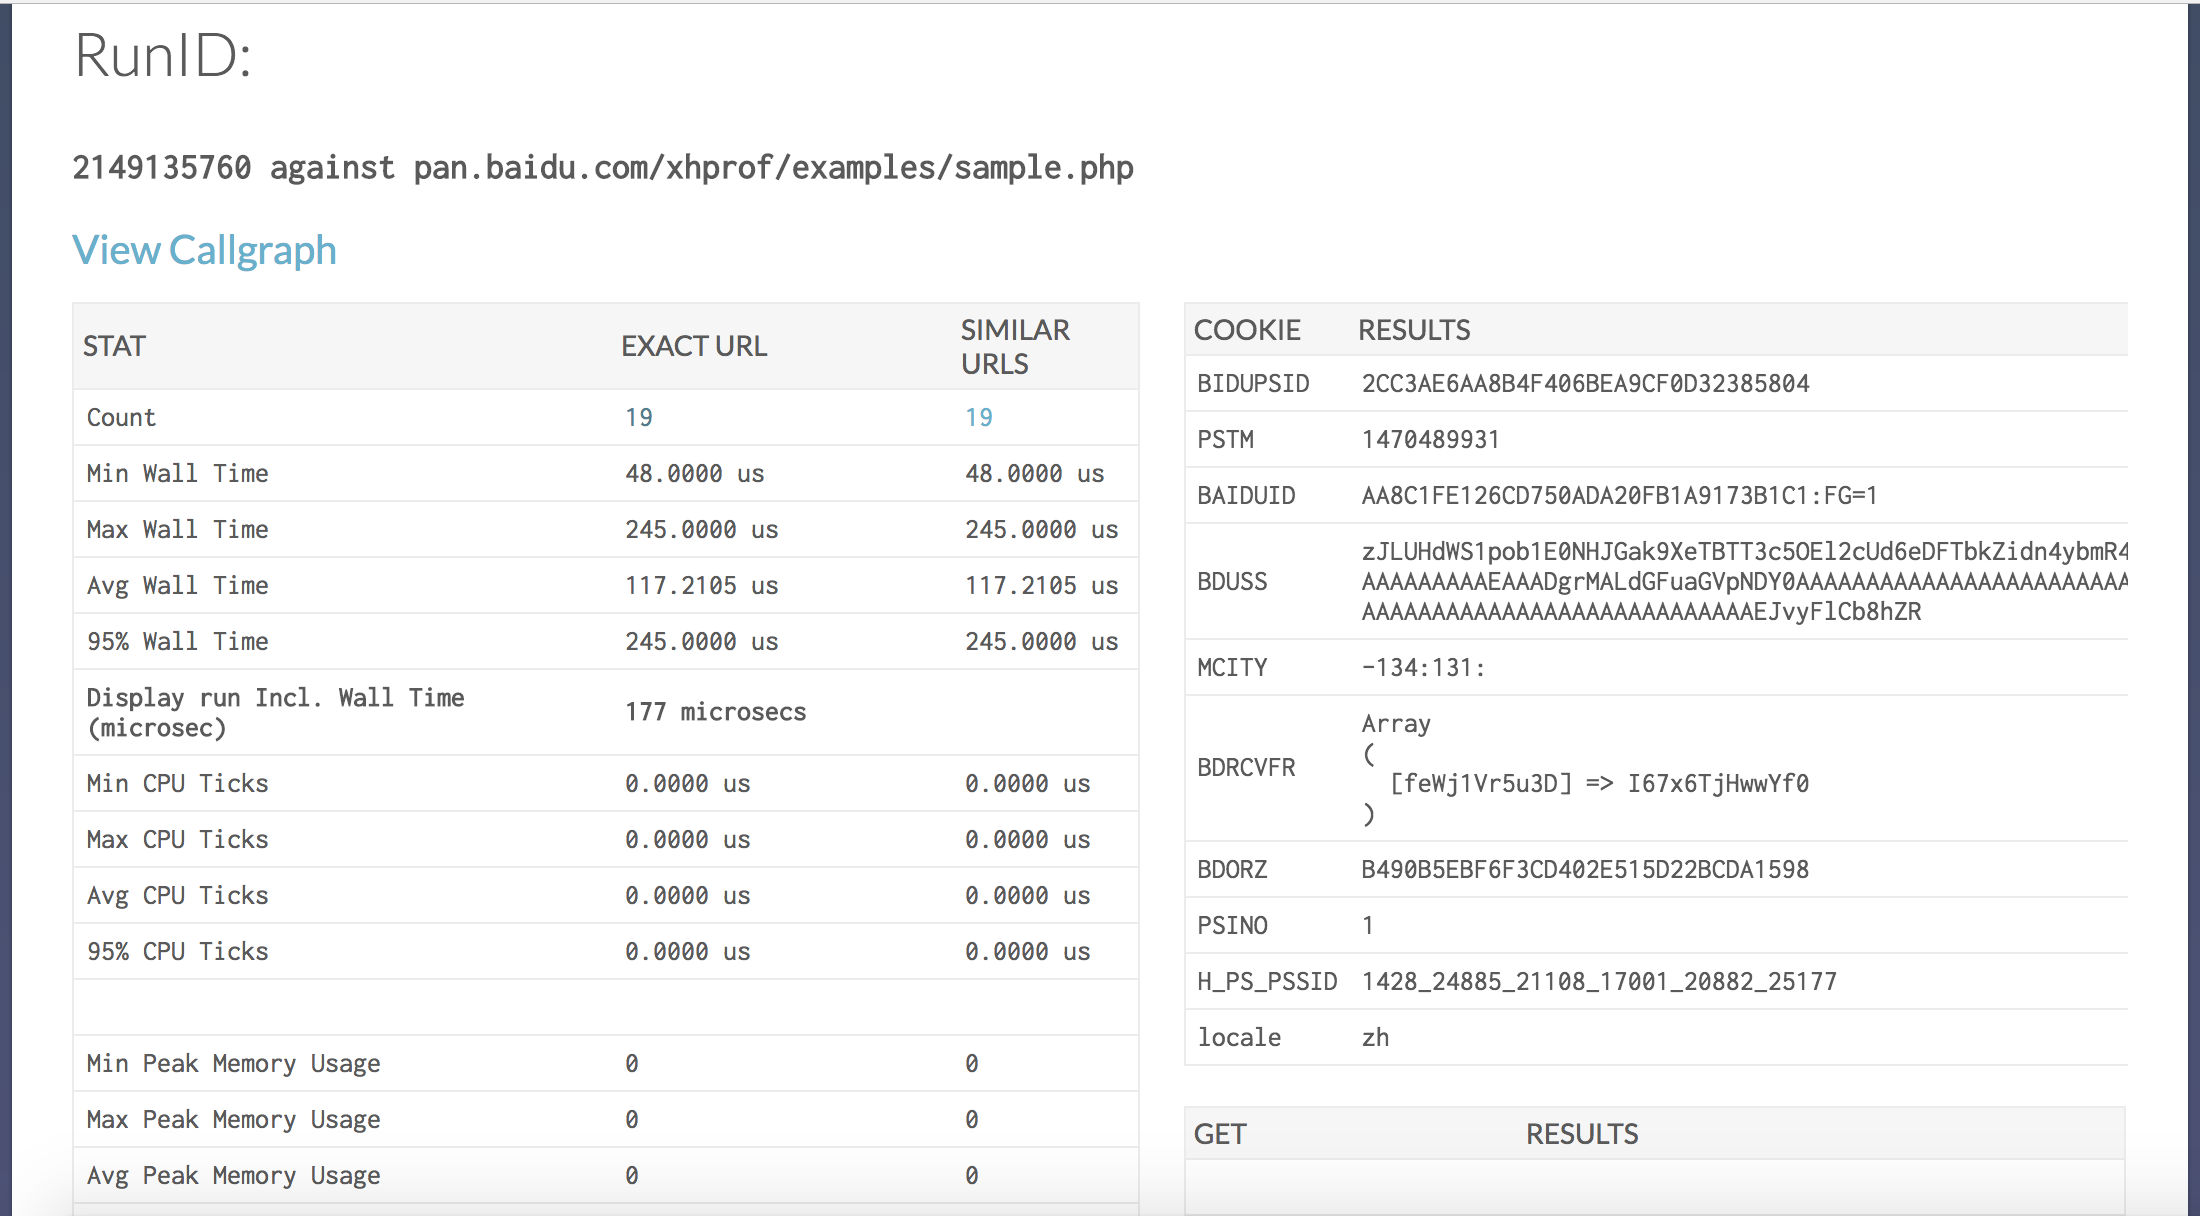 RunID:
2149135760 against pan.baidu.com/xhprof/examples/sample.php
View Callgraph
STAT EXACT URL SIMILAR URLS
Count 19 19
Min Wall Time 48.0000 us 48.0000 us
Max Wall Time 245.0000 us 245.0000 us
Avg Wall Time 117.2105 us 117.2105 us
95% Wall Time 245.0000 us 245.0000 us
Display run Incl. Wall Time
(microsec) 177 microsecs
Min CPU Ticks 0.0000 us 0.0000 us
Max CPU Ticks 0.0000 us 0.0000 us
Avg CPU Ticks 0.0000 us 0.0000 us
95% CPU Ticks 0.0000 us 0.0000 us
Min Peak Memory Usage 0 0
Max Peak Memory Usage 0 0
Avg Peak Memory Usage 0 0
COOKIE RESULTS
BIDUPSID 2CC3AE6AA8B4F406BEA9CF0D32385804
PSTM 1470489931
BAIDUID AA8C1FE126CD750ADA20FB1A9173B1C1:FG=1
BDUSS
zJLUHdWS1pob1E0NHJGak9XeTBTT3c5OEl2cUd6eDFTbkZidn4ybmR4
AAAAAAAAAEAAADgrMALdGFuaGVpNDY0AAAAAAAAAAAAAAAAAAAAAAAA
AAAAAAAAAAAAAAAAAAAAAAAAAAAAEJvyFlCb8hZR
MCITY -134:131:
BDRCVFR
Array
(
[feWj1Vr5u3D] => I67x6TjHwwYf0
)
BDORZ B490B5EBF6F3CD402E515D22BCDA1598
PSINO 1
H_PS_PSSID 1428_24885_21108_17001_20882_25177
locale zh
GET RESULTS